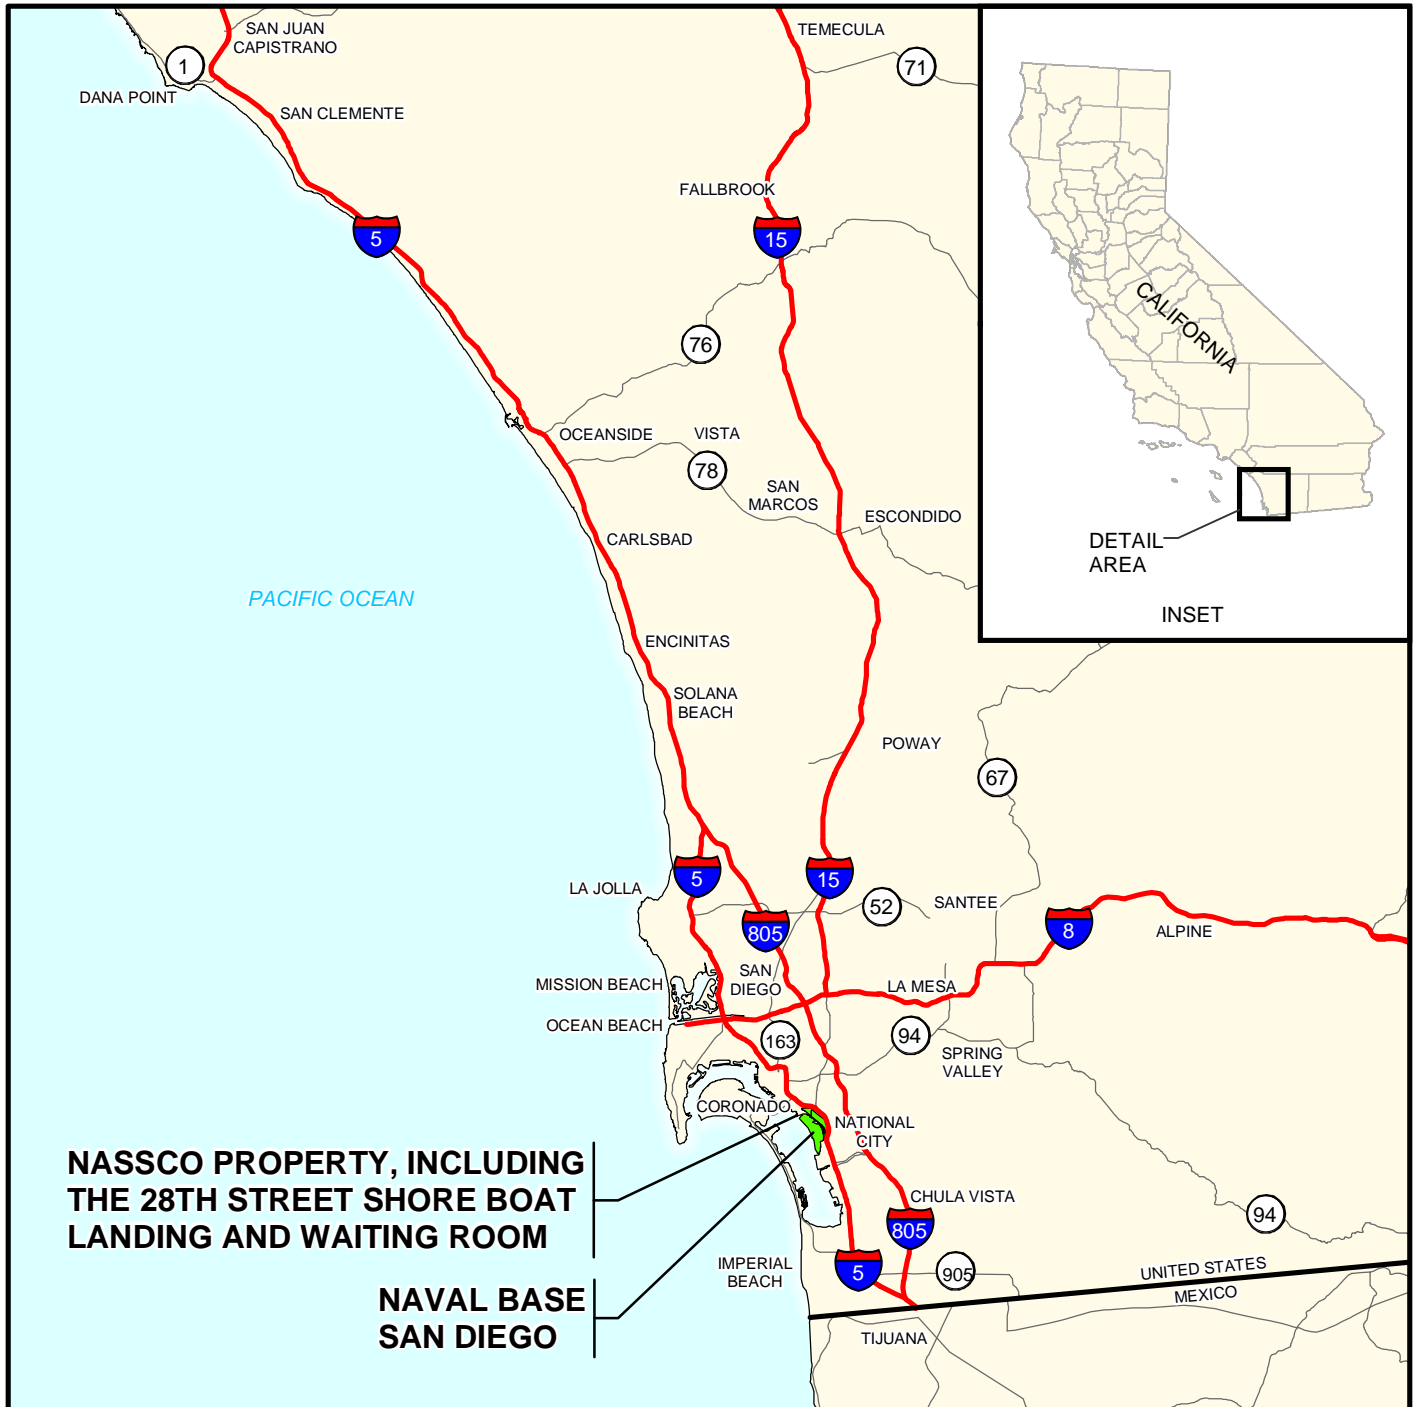 SAN JUAN
CAPISTRANO
TEMECULA
1
71
DANA POINT
SAN CLEMENTE
FALLBROOK
5
15
CALIFORNIA
76
OCEANSIDE
VISTA
78
SAN
MARCOS
ESCONDIDO
CARLSBAD
DETAIL
AREA
PACIFIC OCEAN
INSET
ENCINITAS
SOLANA
BEACH
POWAY
67
5
15
LA JOLLA
52
SANTEE
805
8
ALPINE
SAN
DIEGO
MISSION BEACH
LA MESA
OCEAN BEACH
163
94
SPRING
VALLEY
CORONADO
NATIONAL
CITY
NASSCO PROPERTY, INCLUDING
THE 28TH STREET SHORE BOAT
LANDING AND WAITING ROOM
CHULA VISTA
94
805
IMPERIAL
BEACH
5
905
UNITED STATES
MEXICO
NAVAL BASE
SAN DIEGO
TIJUANA